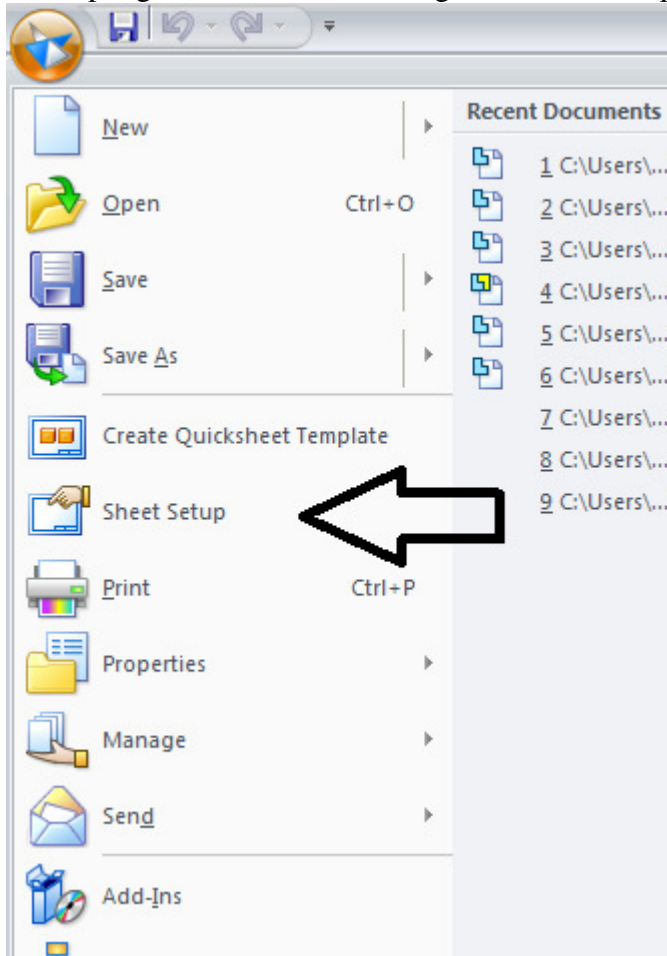 New
Open Ctrl+O
Save
Save As
Create Quicksheet Template
Sheet Setup
Print Ctrl+P
Properties
Manage
Send
Add-Ins
Recent Documents
1 C:\Users\...
2 C:\Users\...
3 C:\Users\...
4 C:\Users\...
5 C:\Users\...
6 C:\Users\...
7 C:\Users\...
8 C:\Users\...
9 C:\Users\...